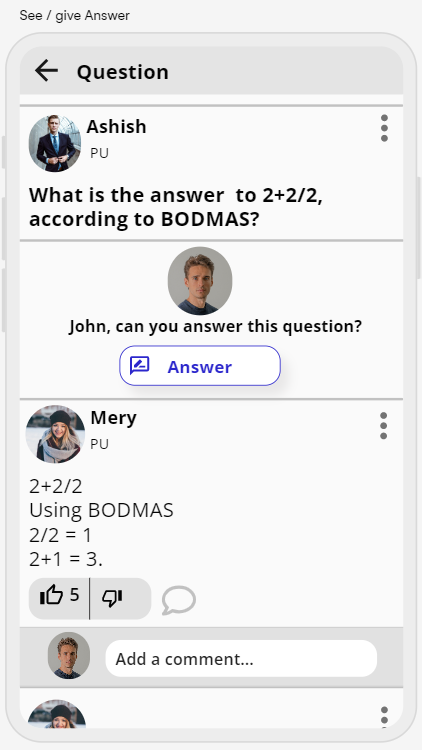 See / give Answer
Question
Ashish
PU
What is the answer to 2+2/2,
according to BODMAS?
John, can you answer this question?
Answer
Mery
PU
2+2/2
Using BODMAS
2/2 = 1
2+1 = 3.
5
Add a comment...